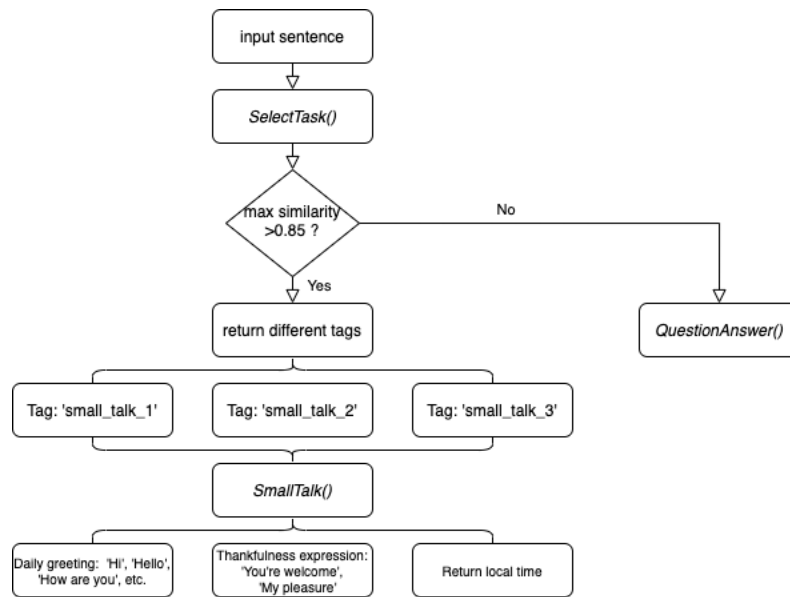 input sentence
SelectTask()
max similarity
>0.85 ?
No
Yes
return different tags
QuestionAnswer()
Tag: 'small_talk_1'
Tag: 'small_talk_2'
Tag: 'small_talk_3'
SmallTalk()
Daily greeting: 'Hi', 'Hello',
'How are you', etc.
Thankfulness expression:
'You're welcome',
'My pleasure'
Return local time